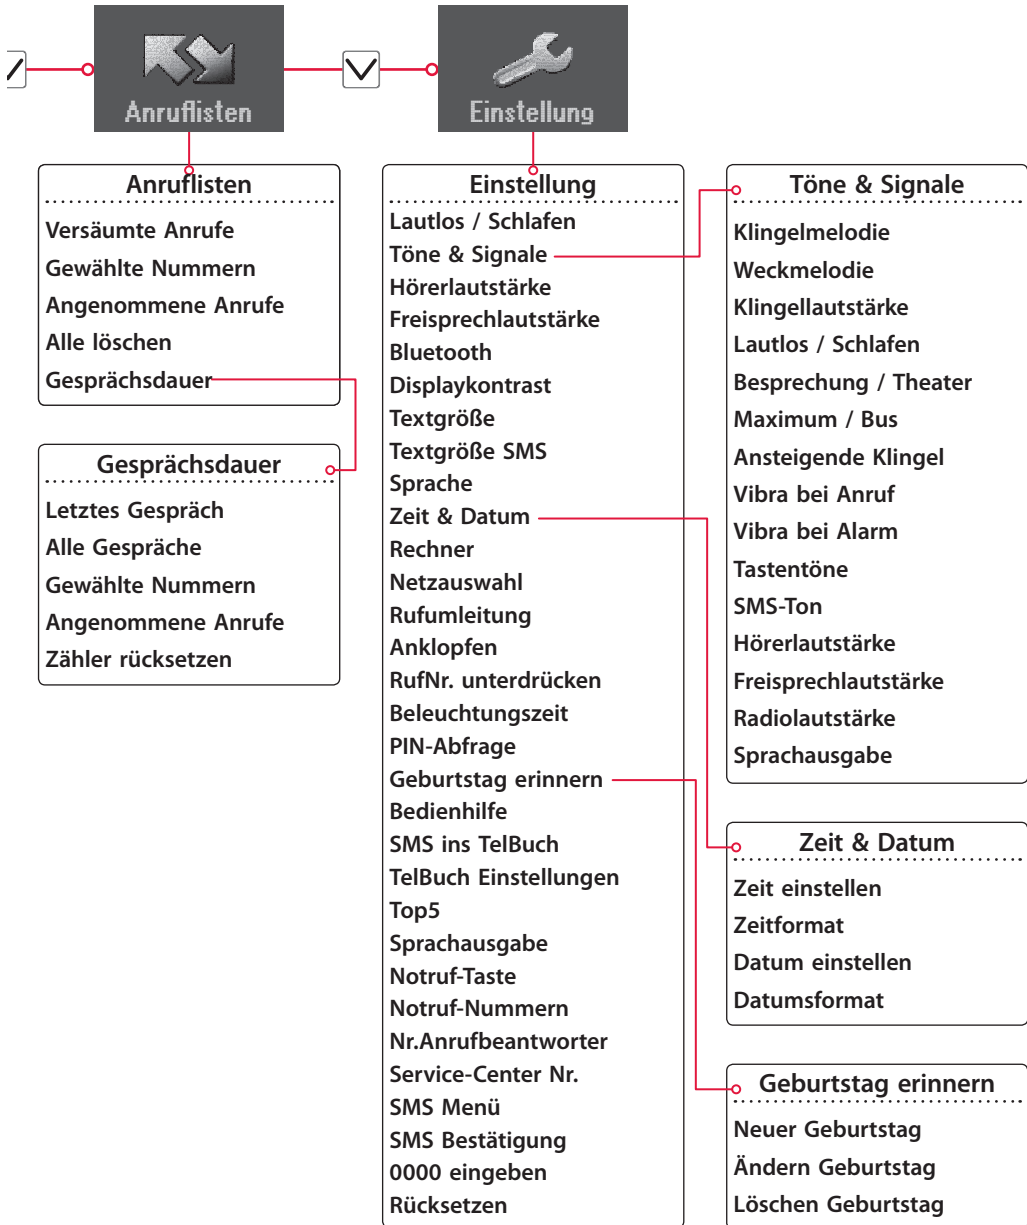 Anruflisten
Einstellung
Anruflisten
Versäumte Anrufe
Gewählte Nummern
Angenommene Anrufe
Alle löschen
Gesprächsdauer
Gesprächsdauer
Letztes Gespräch
Alle Gespräche
Gewählte Nummern
Angenommene Anrufe
Zähler rücksetzen
Einstellung
Lautlos / Schlafen
Töne & Signale
Hörerlautstärke
Freisprechlautstärke
Bluetooth
Displaykontrast
Textgröße
Textgröße SMS
Sprache
Zeit & Datum
Rechner
Netzauswahl
Rufumleitung
Anklopfen
RufNr. unterdrücken
Beleuchtungszeit
PIN-Abfrage
Geburtstag erinnern
Bedienhilfe
SMS ins TelBuch
TelBuch Einstellungen
Top5
Sprachausgabe
Notruf-Taste
Notruf-Nummern
Nr.Anrufbeantworter
Service-Center Nr.
SMS Menü
SMS Bestätigung
0000 eingeben
Rücksetzen
Töne & Signale
Klingelmelodie
Weckmelodie
Klingellautstärke
Lautlos / Schlafen
Besprechung / Theater
Maximum / Bus
Ansteigende Klingel
Vibra bei Anruf
Vibra bei Alarm
Tastentöne
SMS-Ton
Hörerlautstärke
Freisprechlautstärke
Radiolautstärke
Sprachausgabe
Zeit & Datum
Zeit einstellen
Zeitformat
Datum einstellen
Datumsformat
Geburtstag erinnern
Neuer Geburtstag
Ändern Geburtstag
Löschen Geburtstag